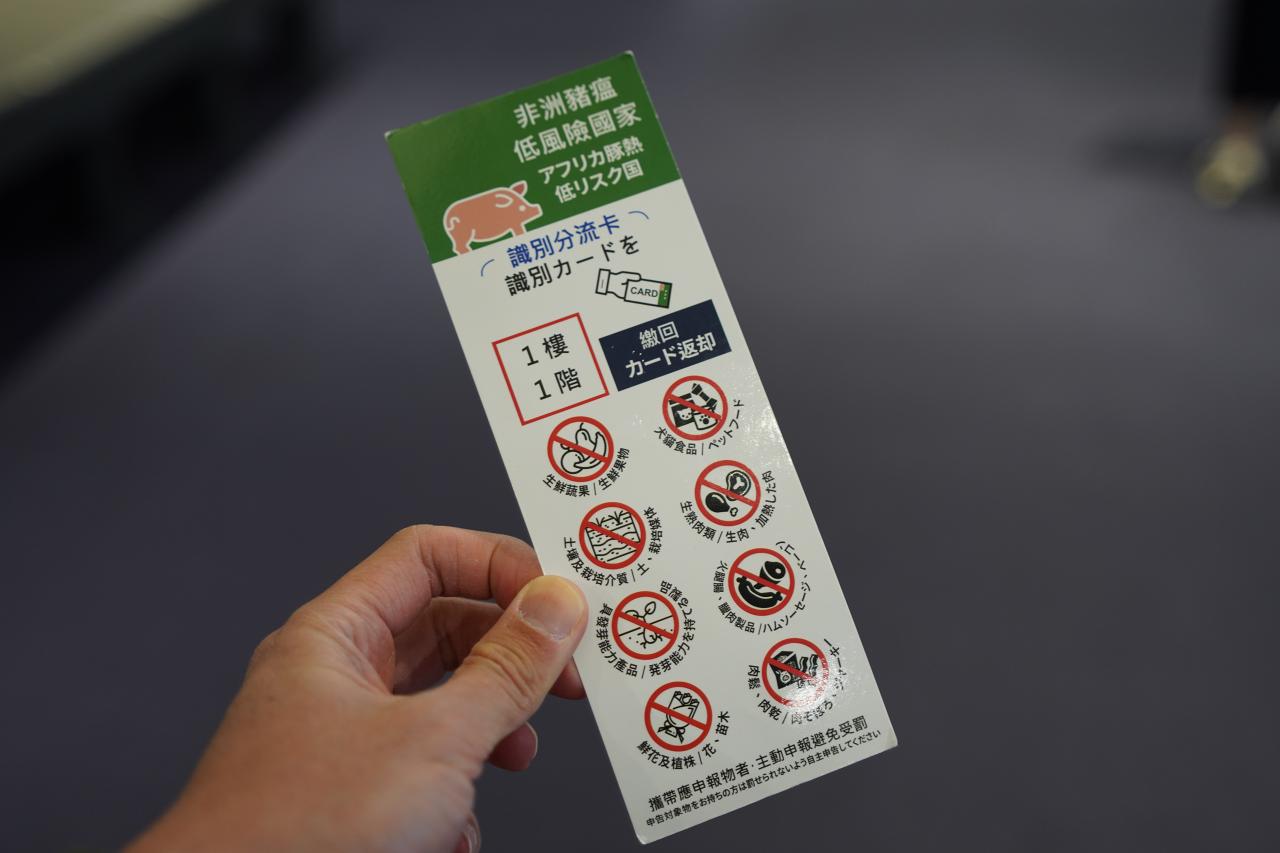 非洲豬瘟
低風險國家
アフリカ豚熱
低リスク国
識別分流卡
識別カードを
CARD
1樓
1階
繳回
カード返却
犬貓食品/ペットフード
生鮮蔬果/生鮮果物
生熟肉類/生肉、加熱した肉
土壤及栽培介質/土、栽培媒体
火腿腸、臘肉製品/ハムソーセージ、ベーコン
具發芽能力產品/発芽能力を持てる製品
肉鬆、肉乾/肉そぼろ、ジャーキー
鮮花及植株/花、苗木
攜帶應申報物者,主動申報避免受罰
申告対象物をお持ちの方は罰せられないよう自主申告してください